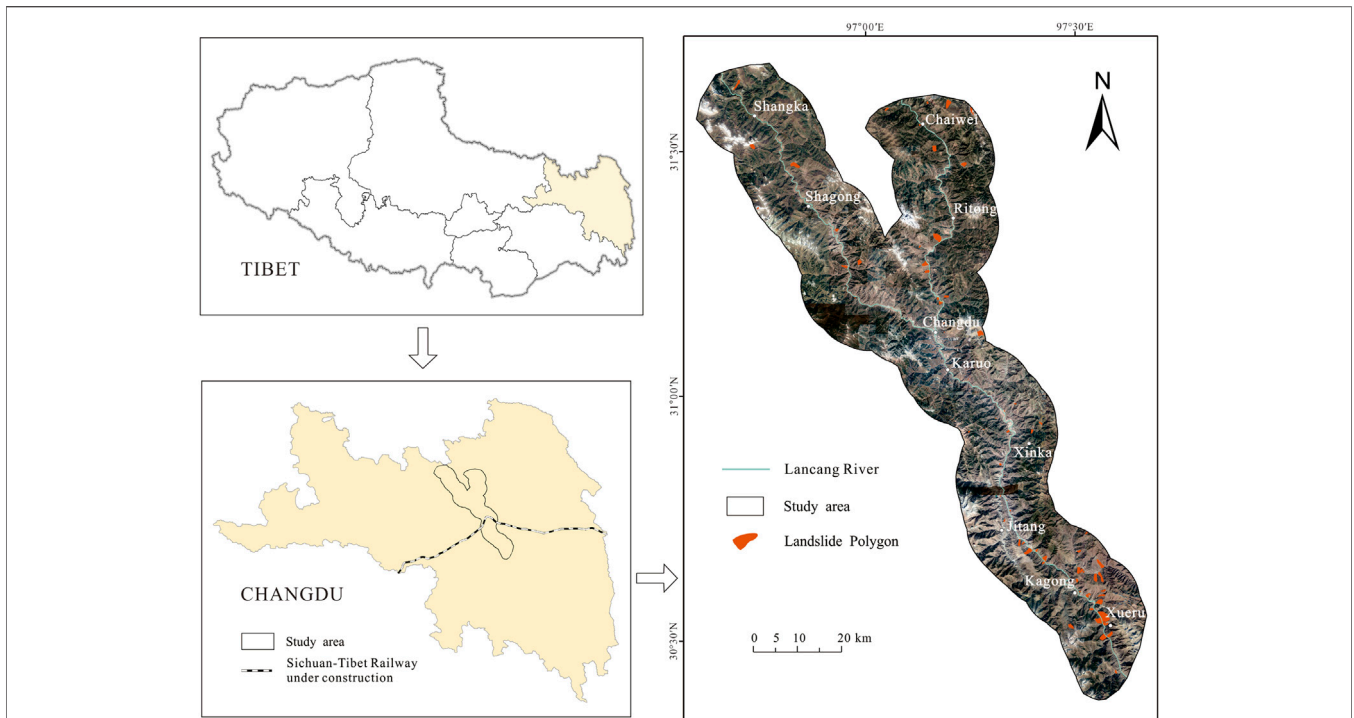 TIBET
CHANGDU
Study area
Sichuan-Tibet Railway
under construction
97°00′E
97°30′E
31°30′N
31°00′N
30°30′N
N
Shangka
Chaiwei
Shagong
Ritong
Changdu
Karuo
Xinka
Jitang
Kagong
Xueru
Lancang River
Study area
Landslide Polygon
0 5 10 20 km